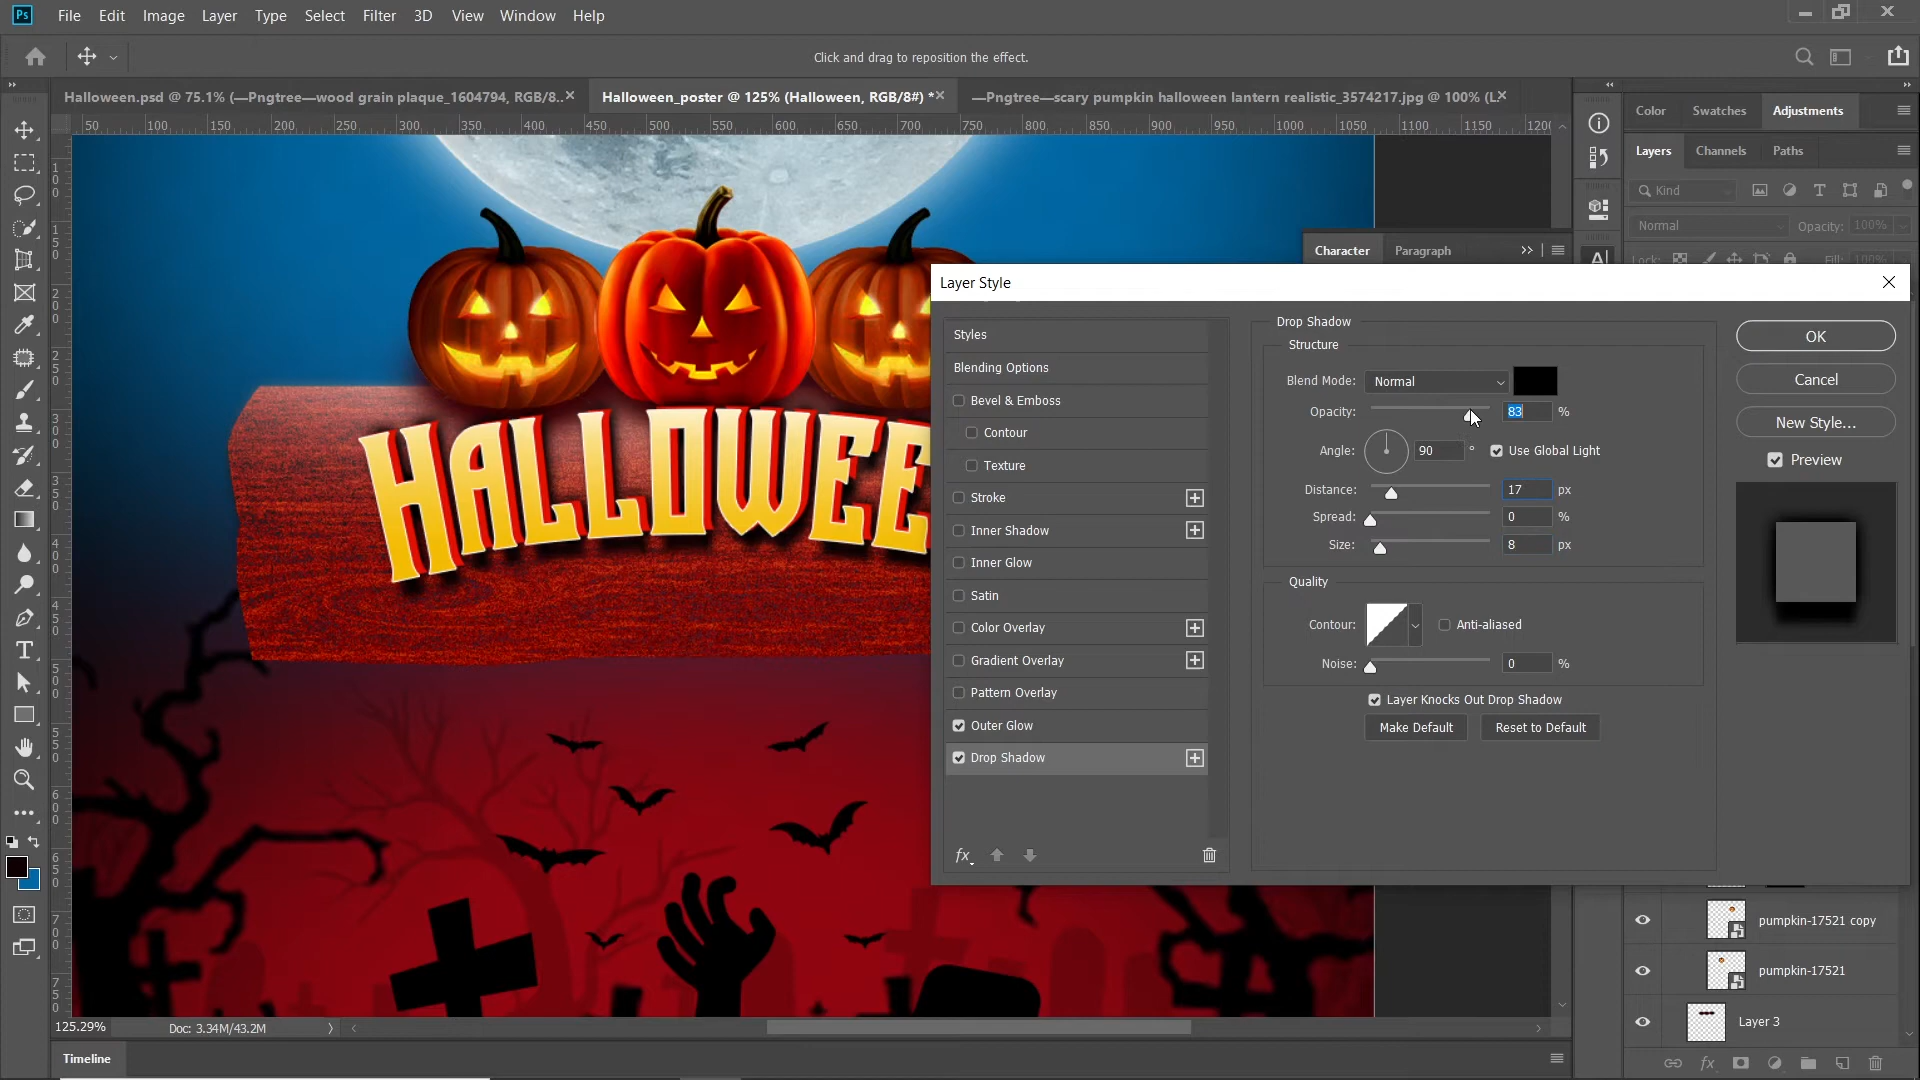 Ps File Edit Image Layer Type Select Filter 3D View Window Help
Click and drag to reposition the effect.
Halloween.psd @ 75.1% (—Pngtree—wood grain plaque_1604794, RGB/8..
Halloween_poster @ 125% (Halloween, RGB/8#) *
—Pngtree—scary pumpkin halloween lantern realistic_3574217.jpg @ 100% (L
Color Swatches Adjustments
50 100 150 200 250 300 350 400 450 500 550 600 650 700 750 800 850 900 950 1000 1050 1100 1150 1200
Layers Channels Paths
Kind
Normal Opacity: 100%
Character Paragraph
Lock: Fill: 100%
Layer Style
Styles
Blending Options
Bevel & Emboss
Contour
Texture
Stroke
Inner Shadow
Inner Glow
Satin
Color Overlay
Gradient Overlay
Pattern Overlay
Outer Glow
Drop Shadow
fx
Drop Shadow
Structure
Blend Mode: Normal
Opacity: 83 %
Angle: 90 ° Use Global Light
Distance: 17 px
Spread: 0 %
Size: 8 px
Quality
Contour: Anti-aliased
Noise: 0 %
Layer Knocks Out Drop Shadow
Make Default Reset to Default
OK
Cancel
New Style...
Preview
HALLOWEE
pumpkin-17521 copy
pumpkin-17521
Layer 3
fx
125.29% Doc: 3.34M/43.2M
Timeline